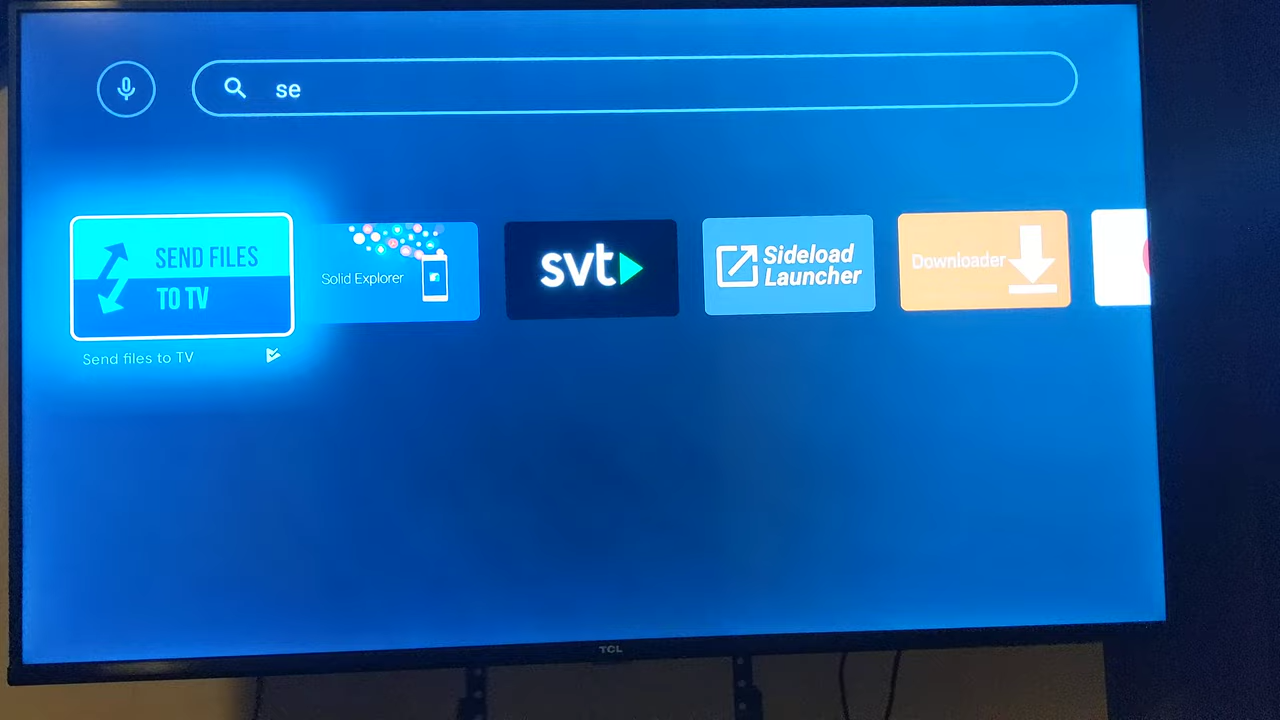 se
SEND FILES
TO TV
Send files to TV
Solid Explorer
svt
Sideload
Launcher
Downloader
TCL